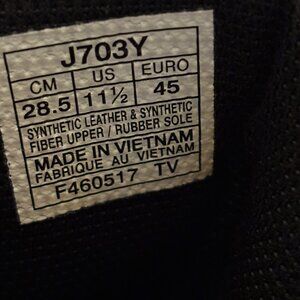 J703Y
CM US EURO
28.5 11½ 45
SYNTHETIC LEATHER & SYNTHETIC
FIBER UPPER / RUBBER SOLE
MADE IN VIETNAM
FABRIQUE AU VIETNAM
F460517 TV